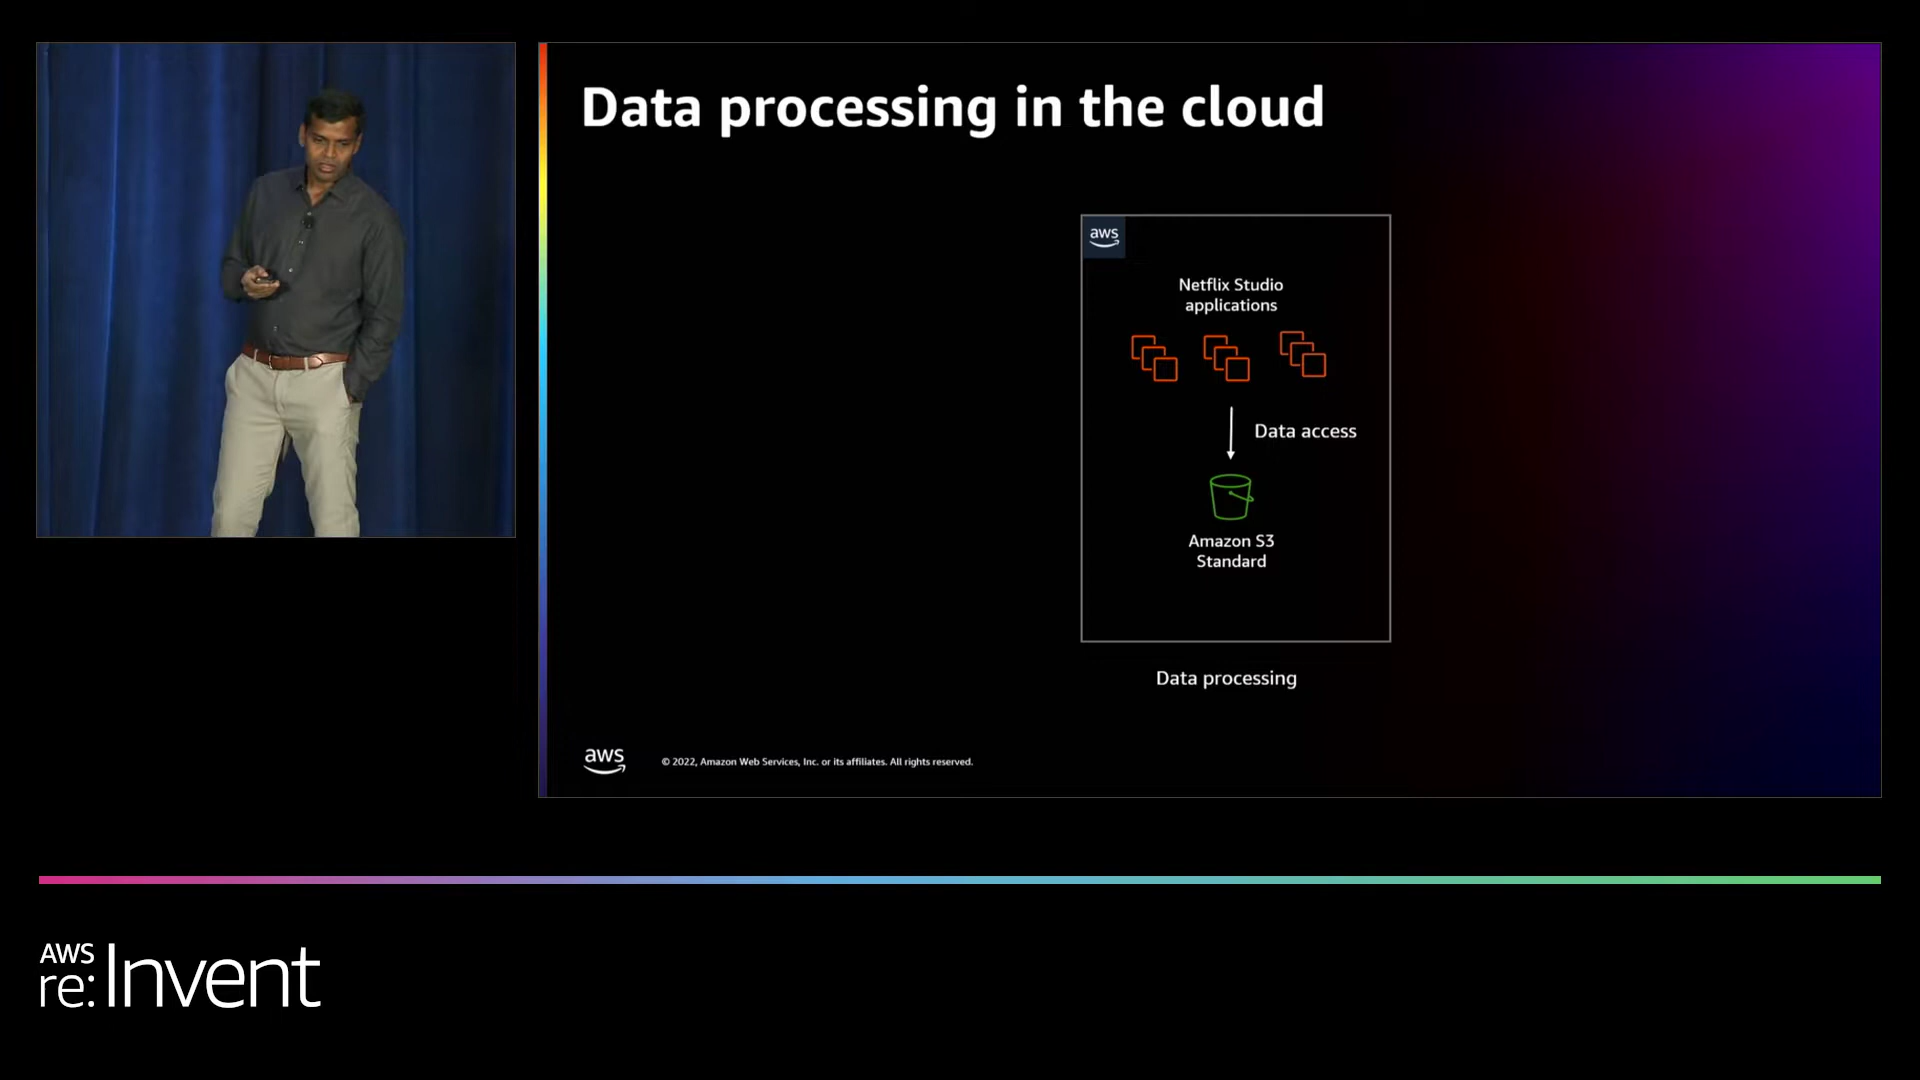 Data processing in the cloud
aws
Netflix Studio
applications
Data access
Amazon S3
Standard
Data processing
aws
© 2022, Amazon Web Services, Inc. or its affiliates. All rights reserved.
AWS
re:Invent